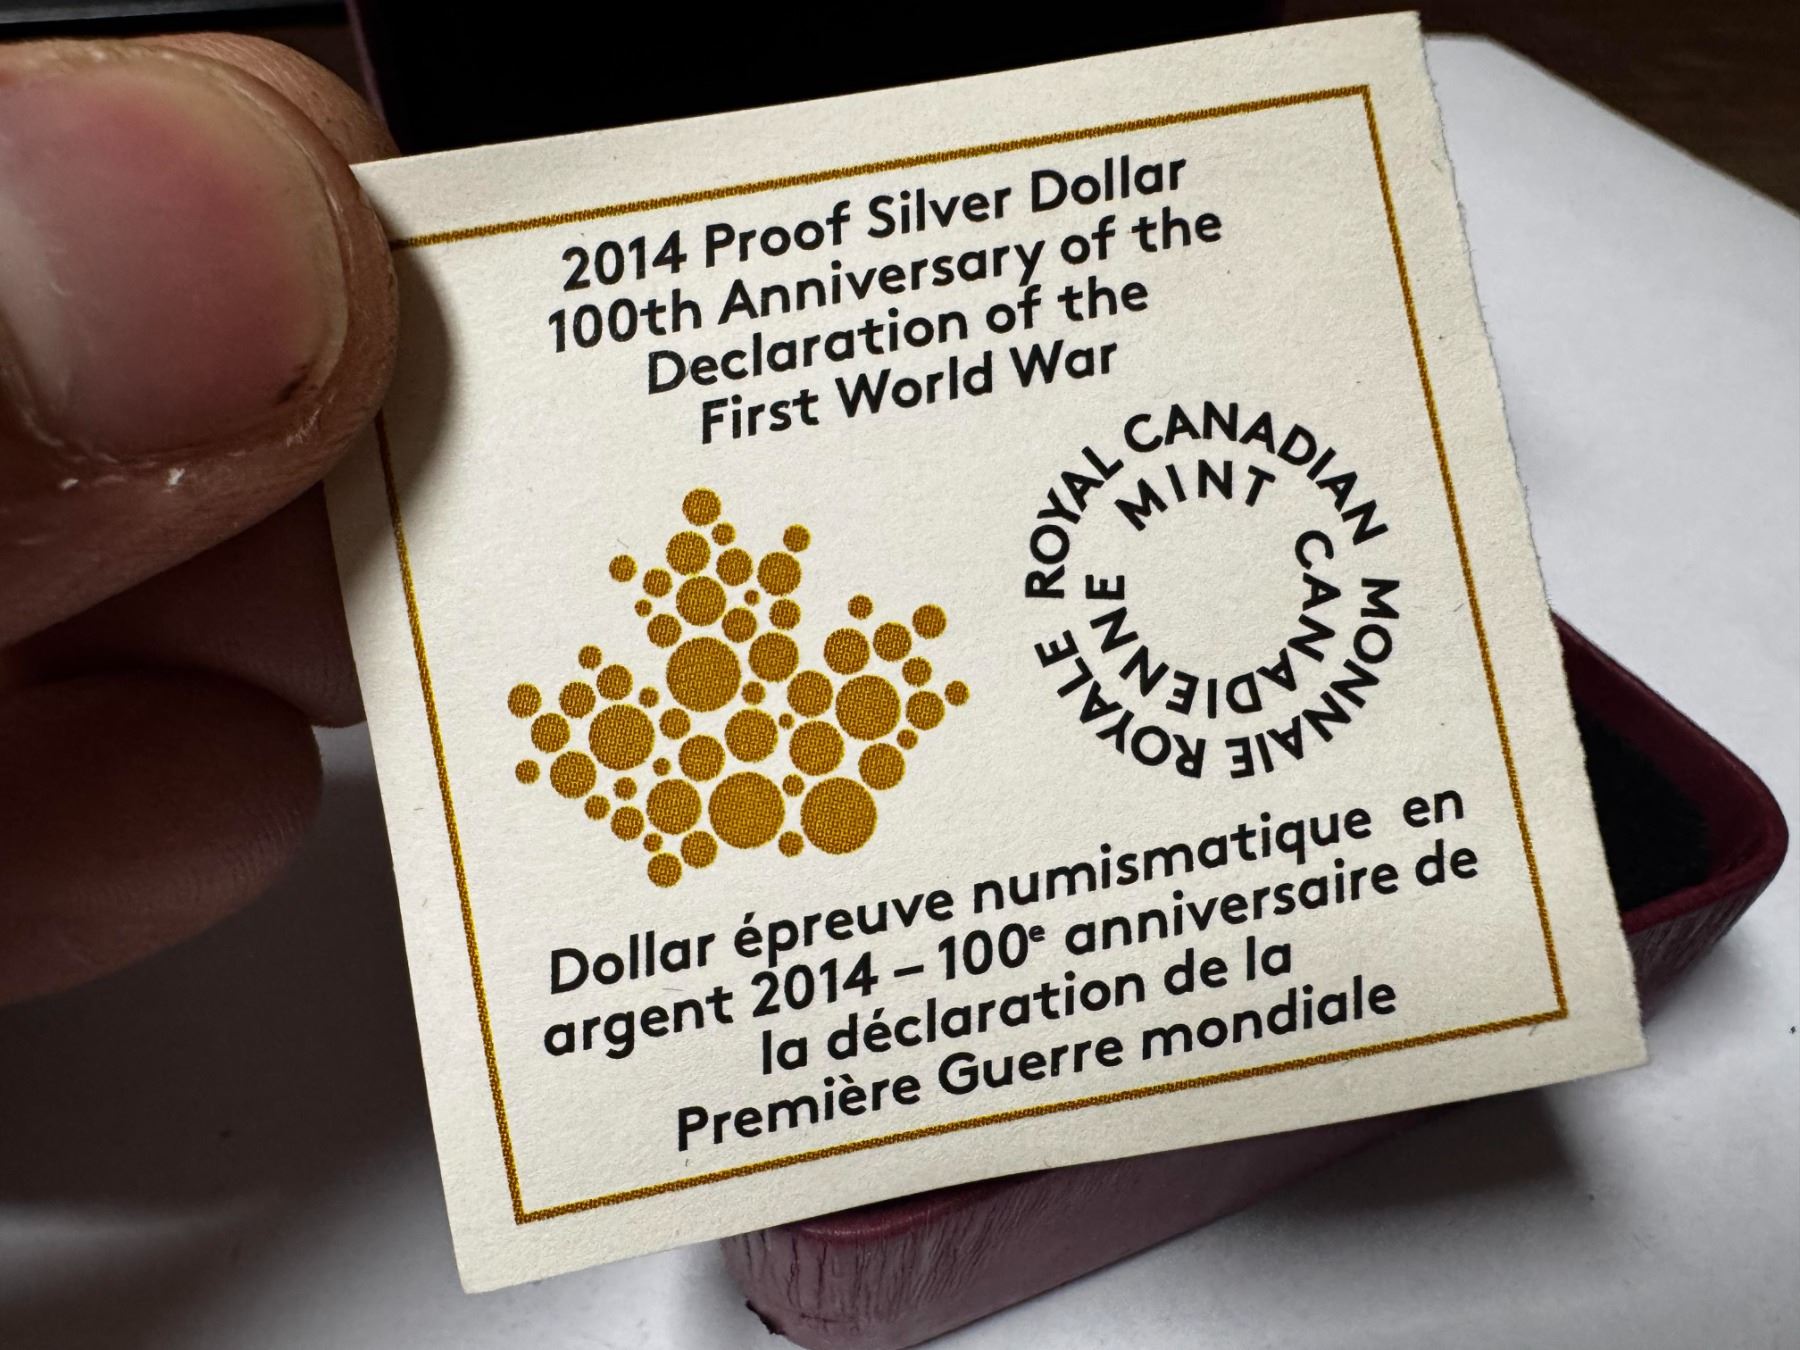 2014 Proof Silver Dollar
100th Anniversary of the
Declaration of the
First World War
ROYAL CANADIAN MINT
MONNAIE ROYALE CANADIENNE
Dollar épreuve numismatique en
argent 2014 – 100e anniversaire de
la déclaration de la
Première Guerre mondiale